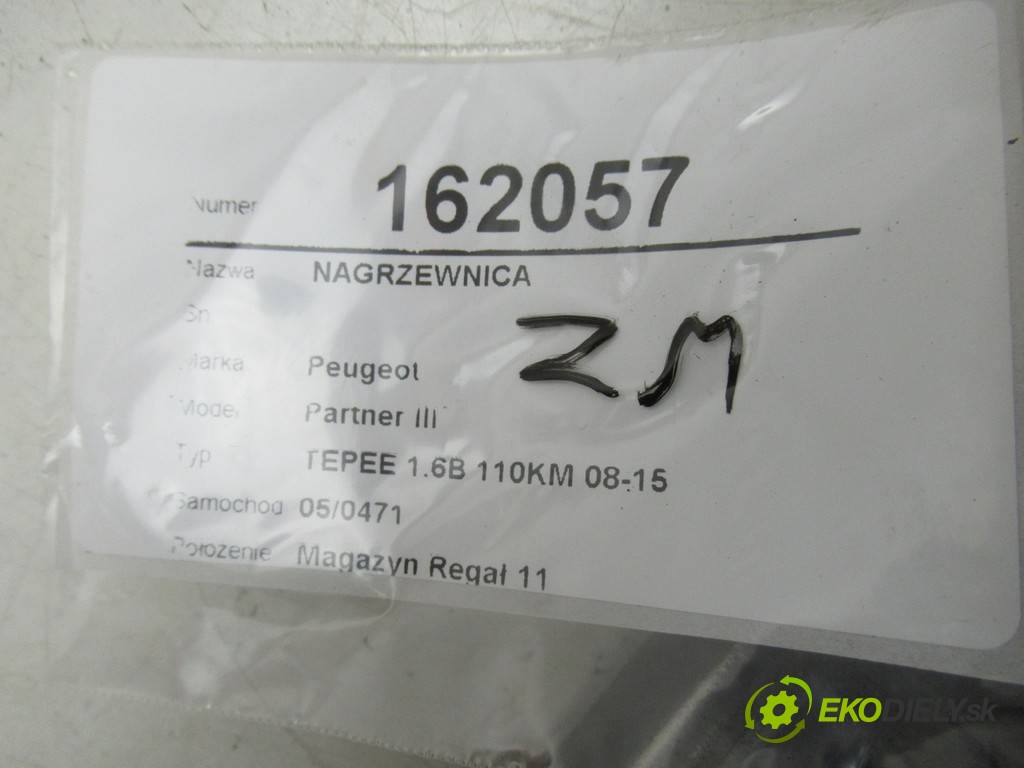 Numer 162057
Nazwa NAGRZEWNICA
Sn
Marka Peugeot
ZM
Model Partner III
Typ TEPEE 1.6B 110KM 08-15
Samochod 05/0471
Położenie Magazyn Regał 11
EKODIELY.sk